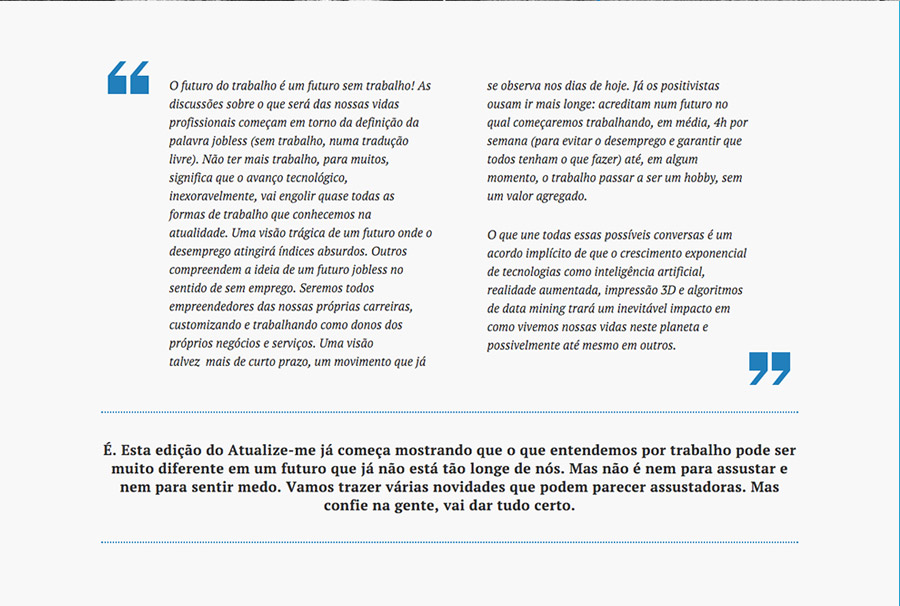 O futuro do trabalho é um futuro sem trabalho! As
discussões sobre o que será das nossas vidas
profissionais começam em torno da definição da
palavra jobless (sem trabalho, numa tradução
livre). Não ter mais trabalho, para muitos,
significa que o avanço tecnológico,
inexoravelmente, vai engolir quase todas as
formas de trabalho que conhecemos na
atualidade. Uma visão trágica de um futuro onde o
desemprego atingirá índices absurdos. Outros
compreendem a ideia de um futuro jobless no
sentido de sem emprego. Seremos todos
empreendedores das nossas próprias carreiras,
customizando e trabalhando como donos dos
próprios negócios e serviços. Uma visão
talvez  mais de curto prazo, um movimento que já
se observa nos dias de hoje. Já os positivistas
ousam ir mais longe: acreditam num futuro no
qual começaremos trabalhando, em média, 4h por
semana (para evitar o desemprego e garantir que
todos tenham o que fazer) até, em algum
momento, o trabalho passar a ser um hobby, sem
um valor agregado.
O que une todas essas possíveis conversas é um
acordo implícito de que o crescimento exponencial
de tecnologias como inteligência artificial,
realidade aumentada, impressão 3D e algoritmos
de data mining trará um inevitável impacto em
como vivemos nossas vidas neste planeta e
possivelmente até mesmo em outros.
É. Esta edição do Atualize-me já começa mostrando que o que entendemos por trabalho pode ser
muito diferente em um futuro que já não está tão longe de nós. Mas não é nem para assustar e
nem para sentir medo. Vamos trazer várias novidades que podem parecer assustadoras. Mas
confie na gente, vai dar tudo certo.